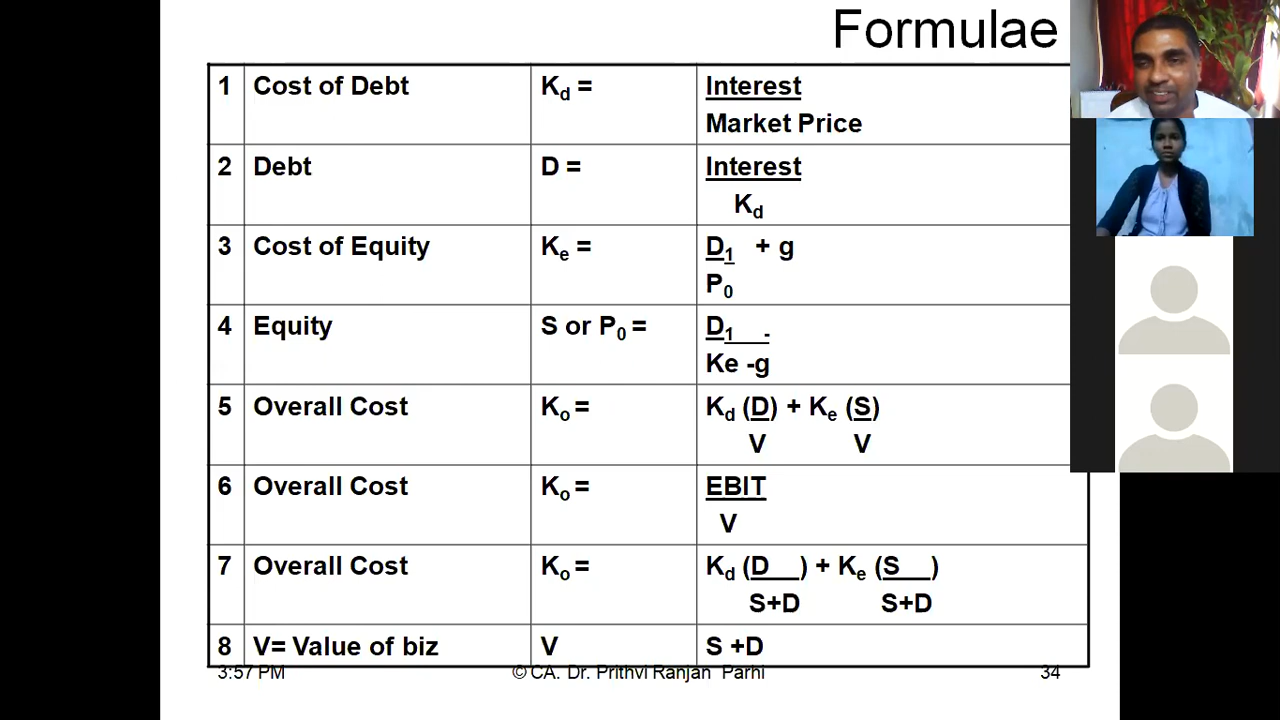 Formulae
1 Cost of Debt Kd = Interest
Market Price
2 Debt D = Interest
Kd
3 Cost of Equity Ke = D1 + g
P0
4 Equity S or P0 = D1 -
Ke -g
5 Overall Cost Ko = Kd (D) + Ke (S)
V V
6 Overall Cost Ko = EBIT
V
7 Overall Cost Ko = Kd (D ) + Ke (S )
S+D S+D
8 V= Value of biz V S +D
3:57 PM © CA. Dr. Prithvi Ranjan Parhi 34